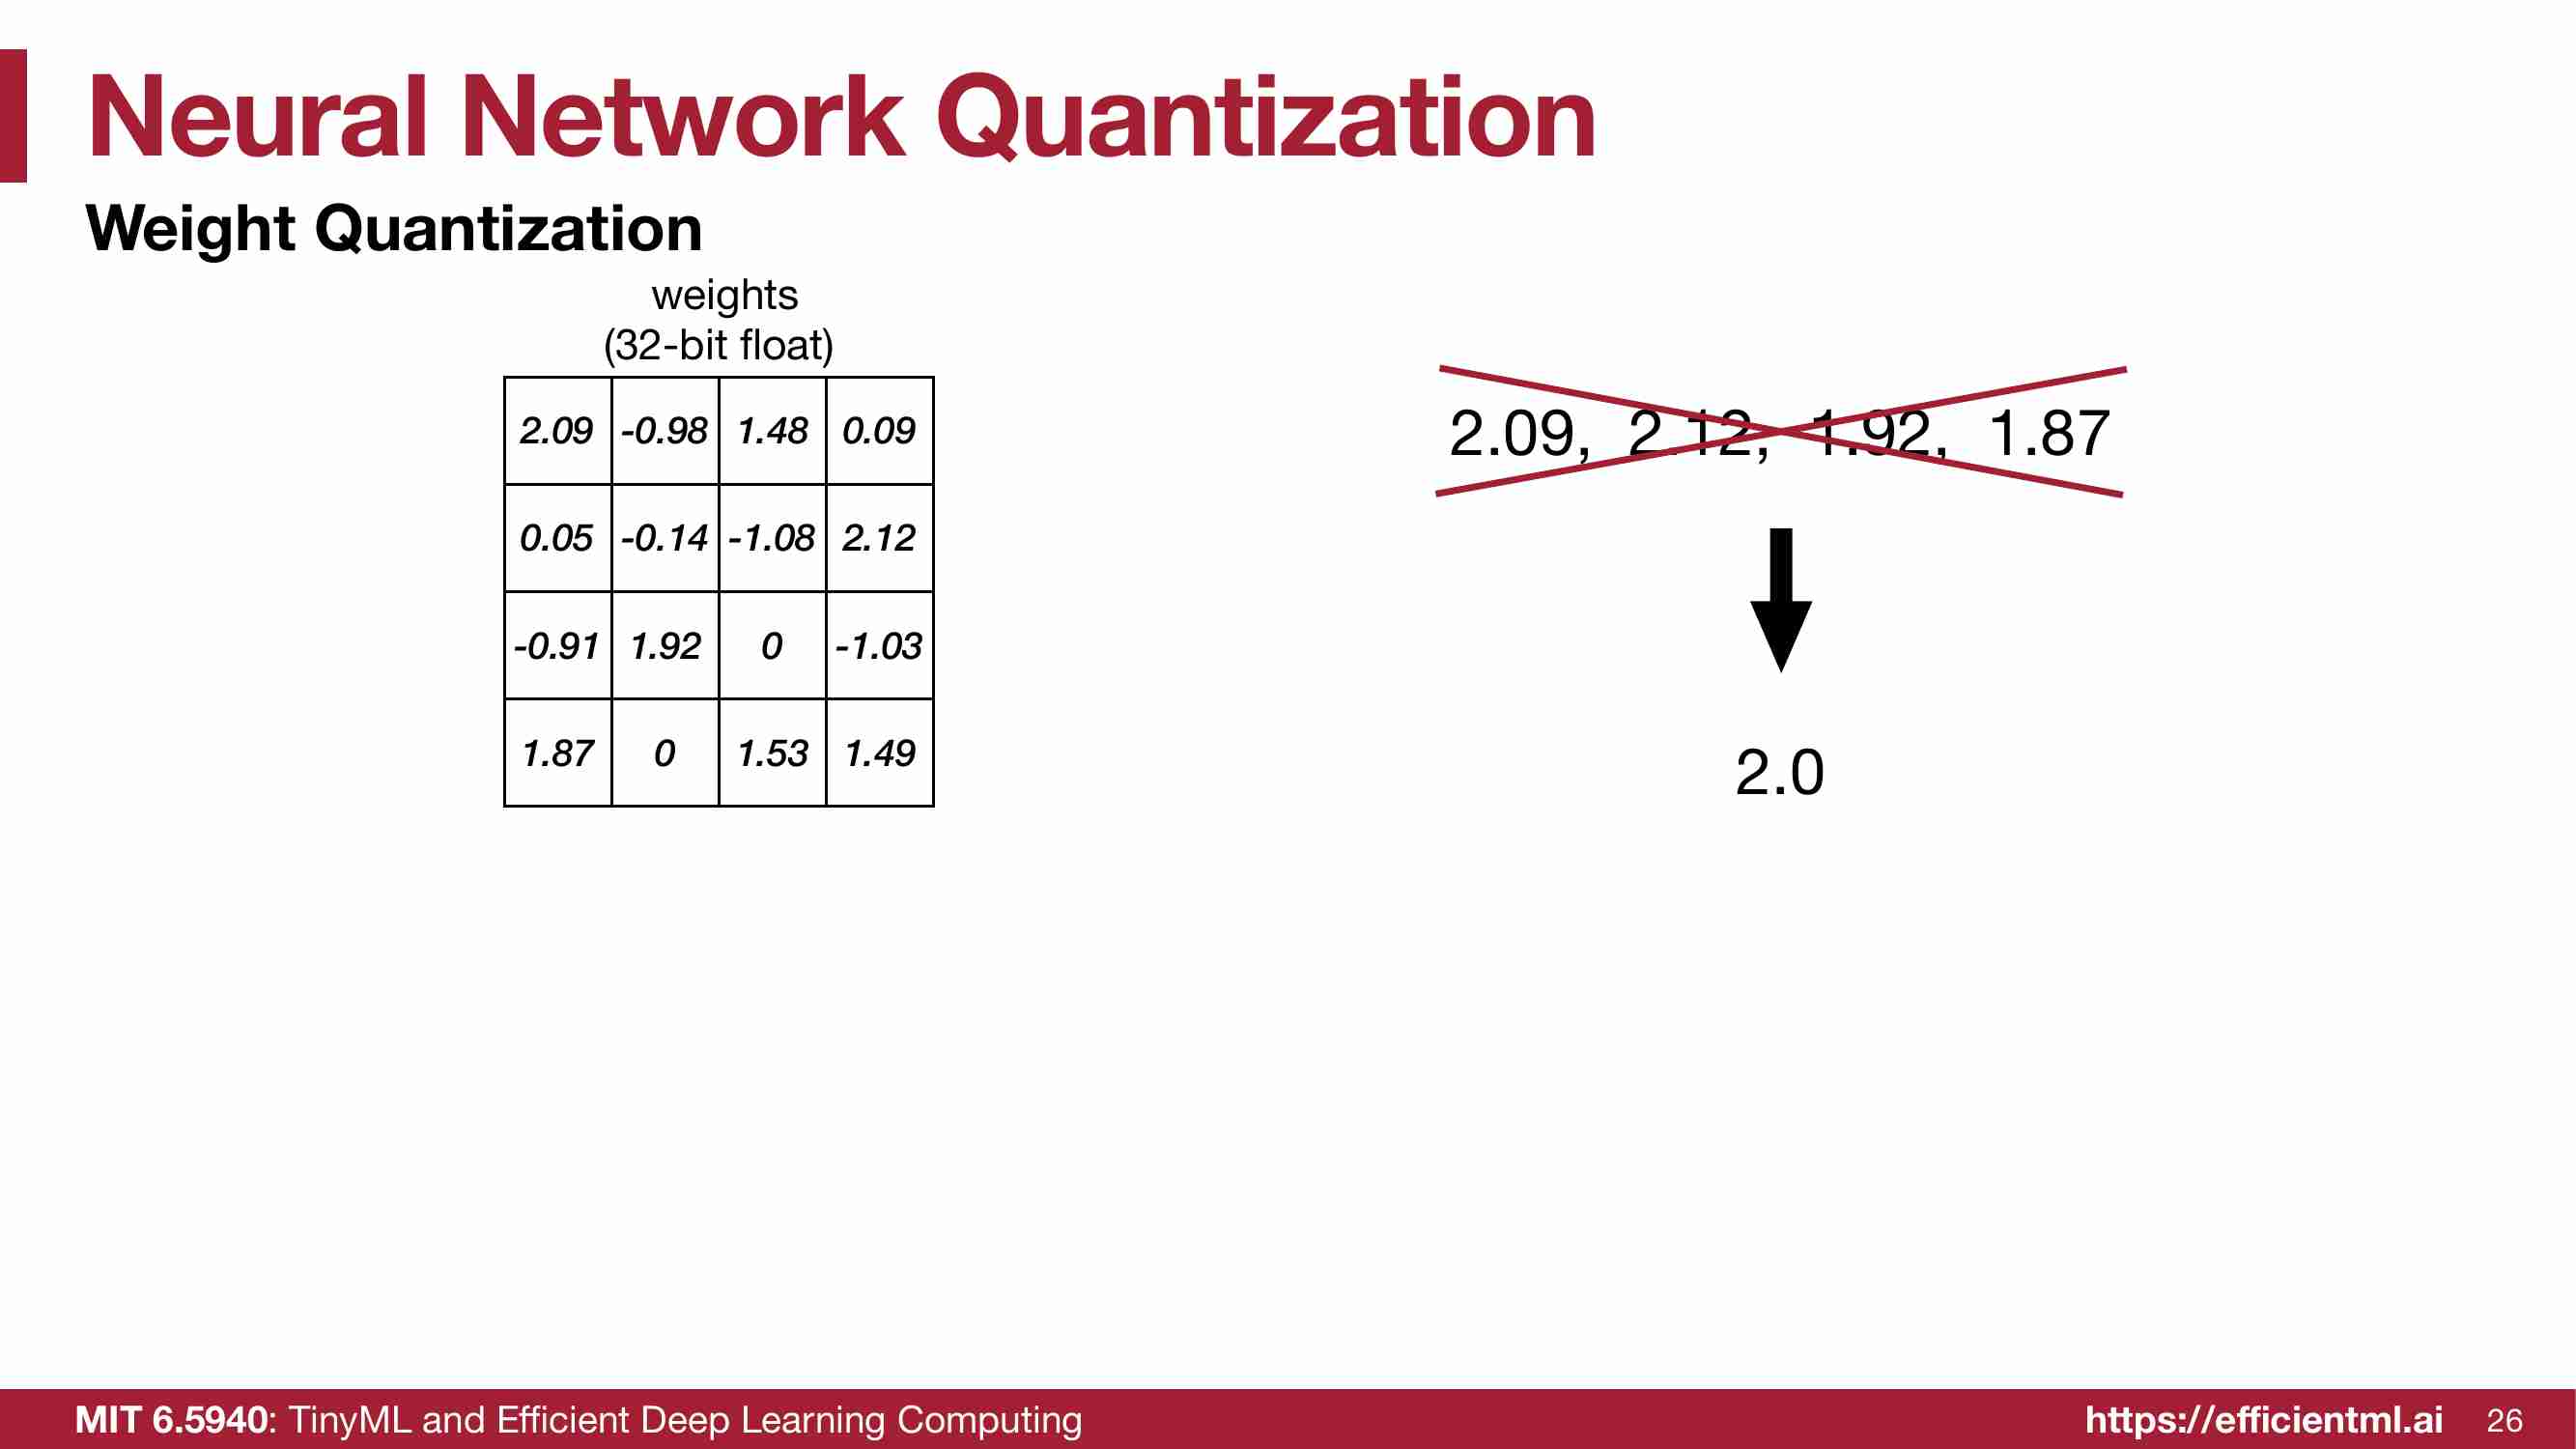 Neural Network Quantization
Weight Quantization
weights
(32-bit float)
2.09 -0.98 1.48 0.09
0.05 -0.14 -1.08 2.12
-0.91 1.92 0 -1.03
1.87 0 1.53 1.49
2.09, 2.12, 1.92, 1.87
2.0
MIT 6.5940: TinyML and Efficient Deep Learning Computing
https://efficientml.ai 26